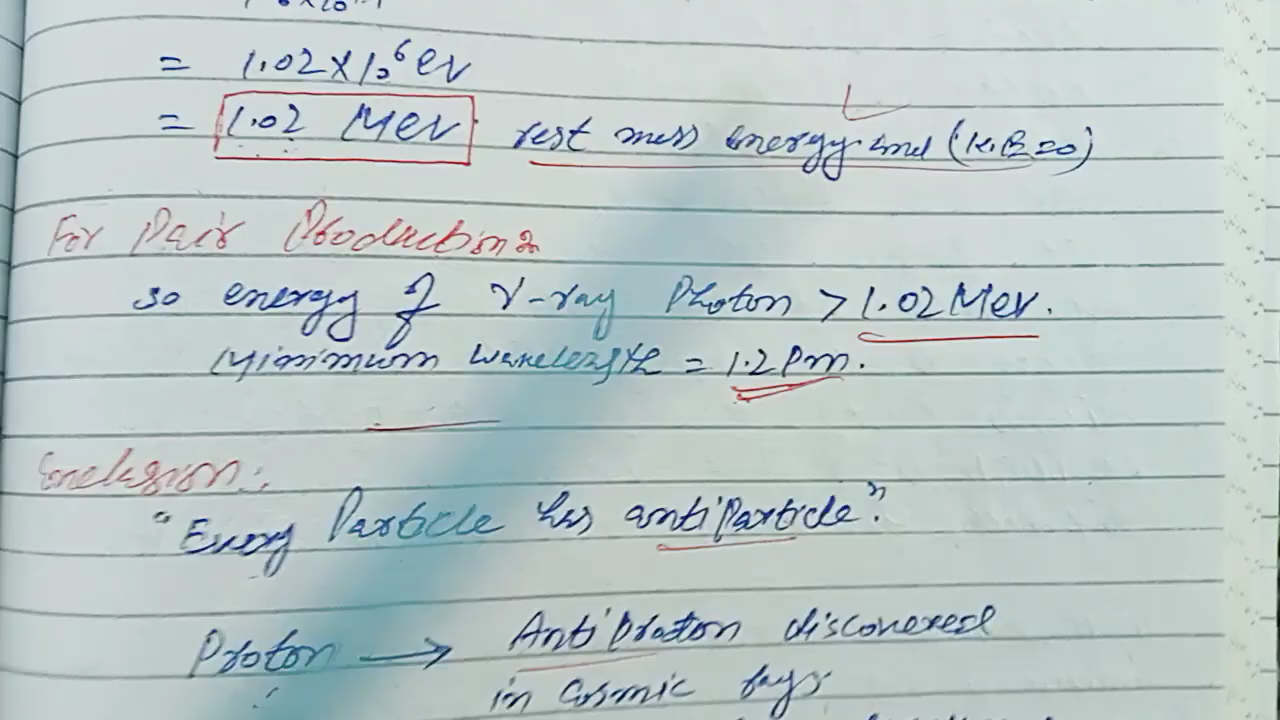 = 1.02 × 10⁶ ev
= 1.02 Mev rest mass energy and (K.E=0)
For Pair Production:
so energy of γ-ray Photon > 1.02 Mev.
Minimum wavelength = 1.2 Pm.
Conclusion:
"Every Particle has antiparticle".
Proton → Antiproton discovered
in Cosmic rays